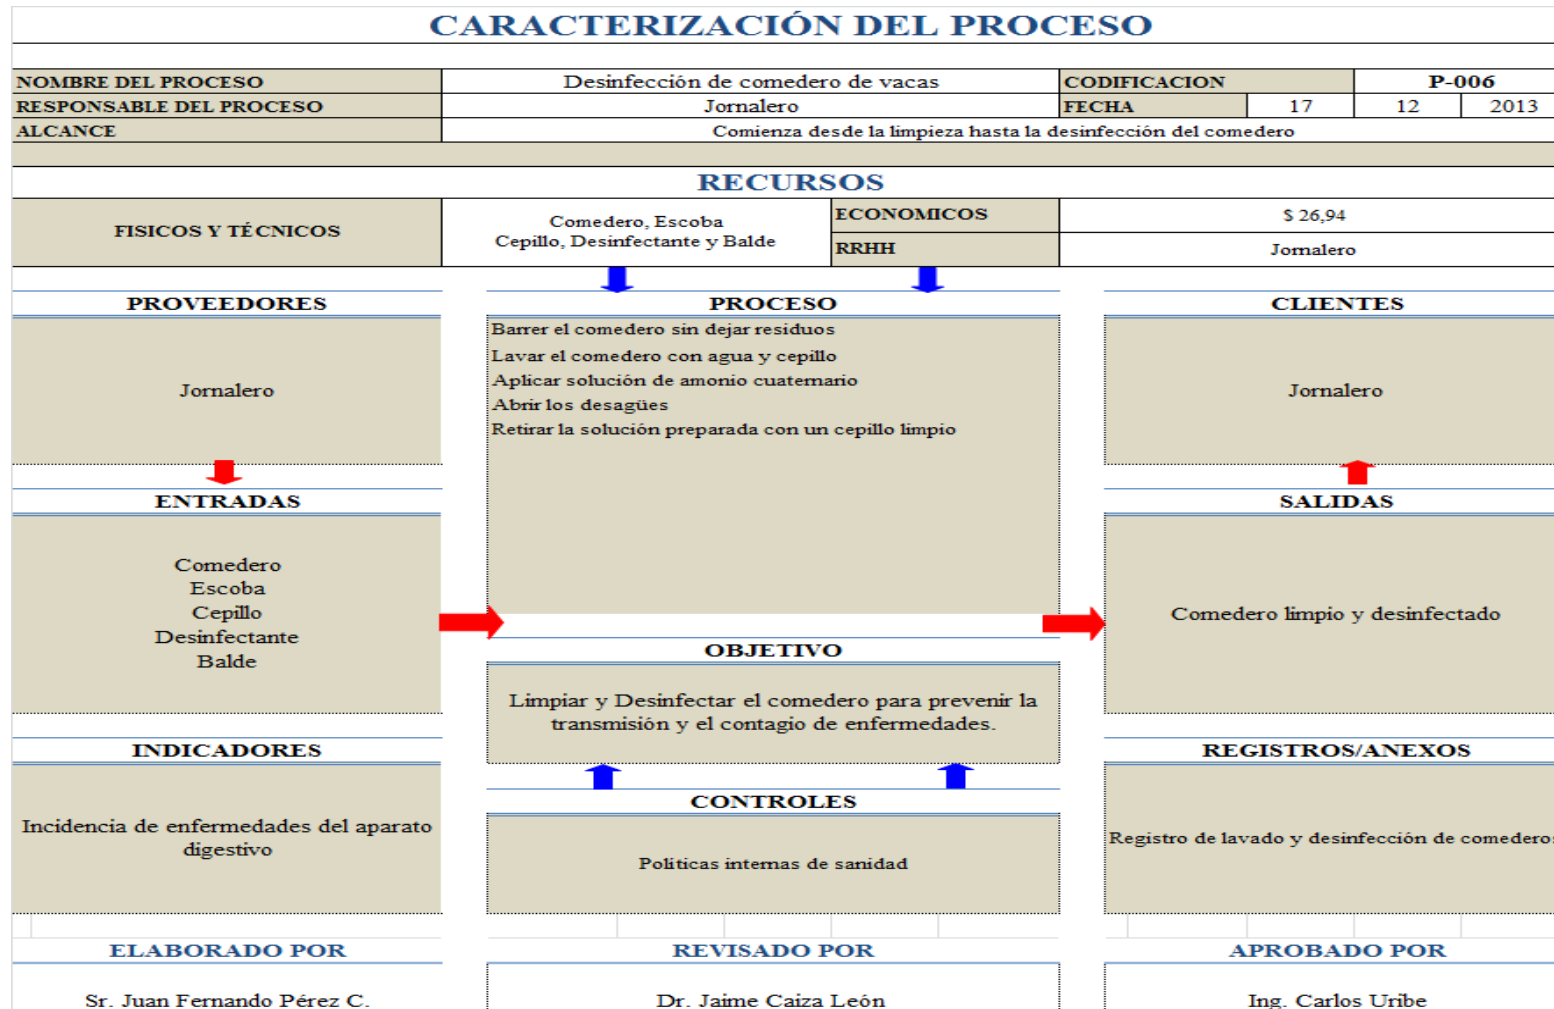 CARACTERIZACIÓN DEL PROCESO
NOMBRE DEL PROCESO Desinfección de comedero de vacas CODIFICACION P-006
RESPONSABLE DEL PROCESO Jornalero FECHA 17 12 2013
ALCANCE Comienza desde la limpieza hasta la desinfección del comedero
RECURSOS
FISICOS Y TÉCNICOS
Comedero, Escoba
Cepillo, Desinfectante y Balde
ECONOMICOS $ 26,94
RRHH Jornalero
PROVEEDORES
Jornalero
ENTRADAS
Comedero
Escoba
Cepillo
Desinfectante
Balde
INDICADORES
Incidencia de enfermedades del aparato
digestivo
PROCESO
Barrer el comedero sin dejar residuos
Lavar el comedero con agua y cepillo
Aplicar solución de amonio cuaternario
Abrir los desagües
Retirar la solución preparada con un cepillo limpio
OBJETIVO
Limpiar y Desinfectar el comedero para prevenir la
transmisión y el contagio de enfermedades.
CONTROLES
Políticas internas de sanidad
CLIENTES
Jornalero
SALIDAS
Comedero limpio y desinfectado
REGISTROS/ANEXOS
Registro de lavado y desinfección de comederos
ELABORADO POR
Sr. Juan Fernando Pérez C.
REVISADO POR
Dr. Jaime Caiza León
APROBADO POR
Ing. Carlos Uribe